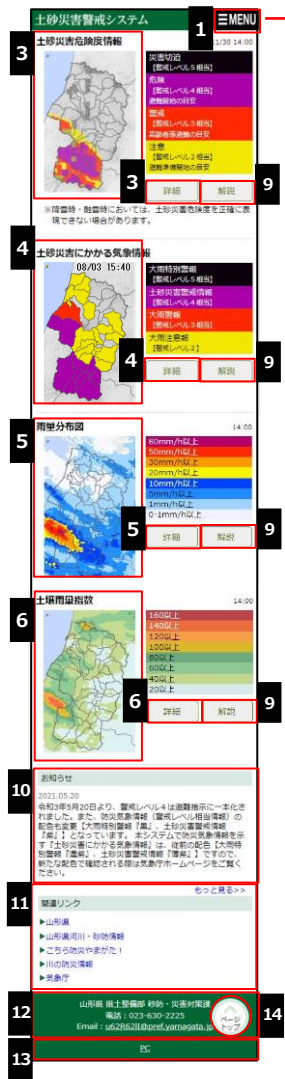 土砂災害警戒システム
1
☰MENU
3
土砂災害危険度情報
11/30 14:00
災害切迫
【警戒レベル5相当】
危険
【警戒レベル4相当】
避難開始の目安
警戒
【警戒レベル3相当】
高齢者等避難の目安
注意
【警戒レベル2相当】
避難準備開始の目安
3
詳細
解説
9
※降雪時・融雪時においては、土砂災害危険度を正確に表
現できない場合があります。
4
土砂災害にかかる気象情報
08/03 15:40
大雨特別警報
【警戒レベル5相当】
土砂災害警戒情報
【警戒レベル4相当】
大雨警報
【警戒レベル3相当】
大雨注意報
【警戒レベル2】
4
詳細
解説
9
5
雨量分布図
14:00
80mm/h以上
50mm/h以上
30mm/h以上
20mm/h以上
10mm/h以上
5mm/h以上
1mm/h以上
0-1mm/h以上
5
詳細
解説
9
6
土壌雨量指数
14:00
160以上
140以上
120以上
100以上
80以上
60以上
40以上
20以上
6
詳細
解説
9
10
お知らせ
2021.05.20
令和3年5月20日より、警戒レベル4は避難指示に一本化さ
れました。また、防災気象情報（警戒レベル相当情報）の
配色も変更【大雨特別警報『黒』、土砂災害警戒情報
『紫』】となっています。 本システムで防災気象情報を示
す『土砂災害にかかる気象情報』は、従前の配色【大雨特
別警報『濃紫』、土砂災害警戒情報『薄紫』】ですので、
新たな配色で確認される際は気象庁ホームページをご覧く
ださい。
もっと見る>>
11
関連リンク
▶山形県
▶山形県河川・砂防情報
▶こちら防災やまがた！
▶川の防災情報
▶気象庁
12
山形県 県土整備部 砂防・災害対策課
電話：023-630-2225
Email：u62R62II@pref.yamagata.jp
ページ
トップ
14
13
PC